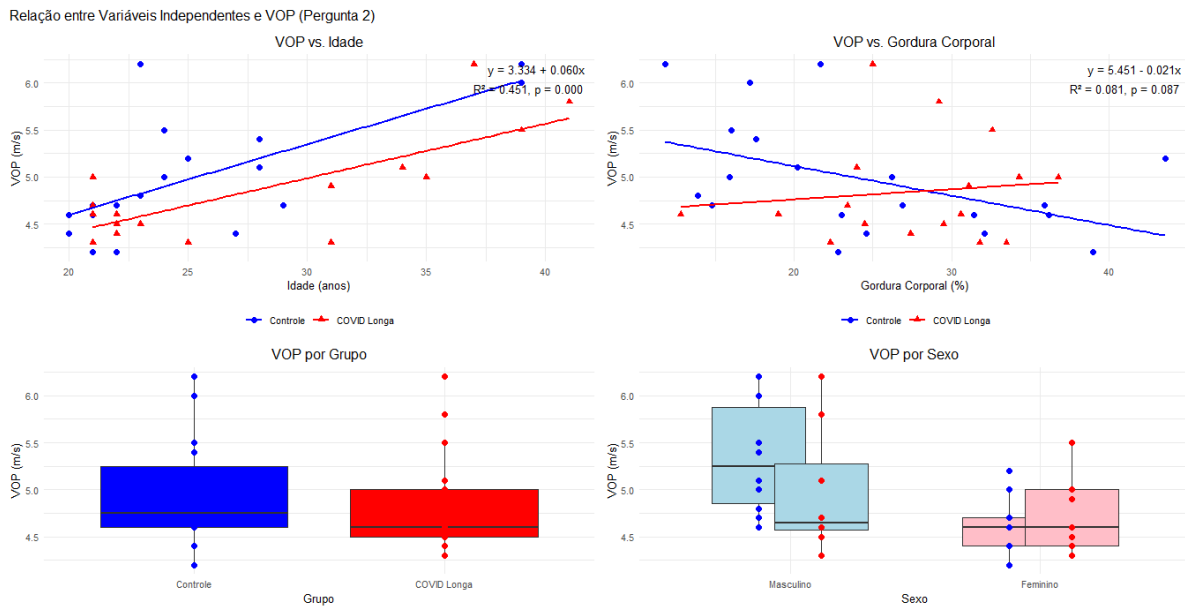 Relação entre Variáveis Independentes e VOP (Pergunta 2)
VOP vs. Idade
y = 3.334 + 0.060x
R² = 0.451, p = 0.000
VOP (m/s)
6.0
5.5
5.0
4.5
20 25 30 35 40
Idade (anos)
Controle COVID Longa
VOP vs. Gordura Corporal
y = 5.451 - 0.021x
R² = 0.081, p = 0.087
VOP (m/s)
6.0
5.5
5.0
4.5
20 30 40
Gordura Corporal (%)
Controle COVID Longa
VOP por Grupo
VOP (m/s)
6.0
5.5
5.0
4.5
Controle COVID Longa
Grupo
VOP por Sexo
VOP (m/s)
6.0
5.5
5.0
4.5
Masculino Feminino
Sexo